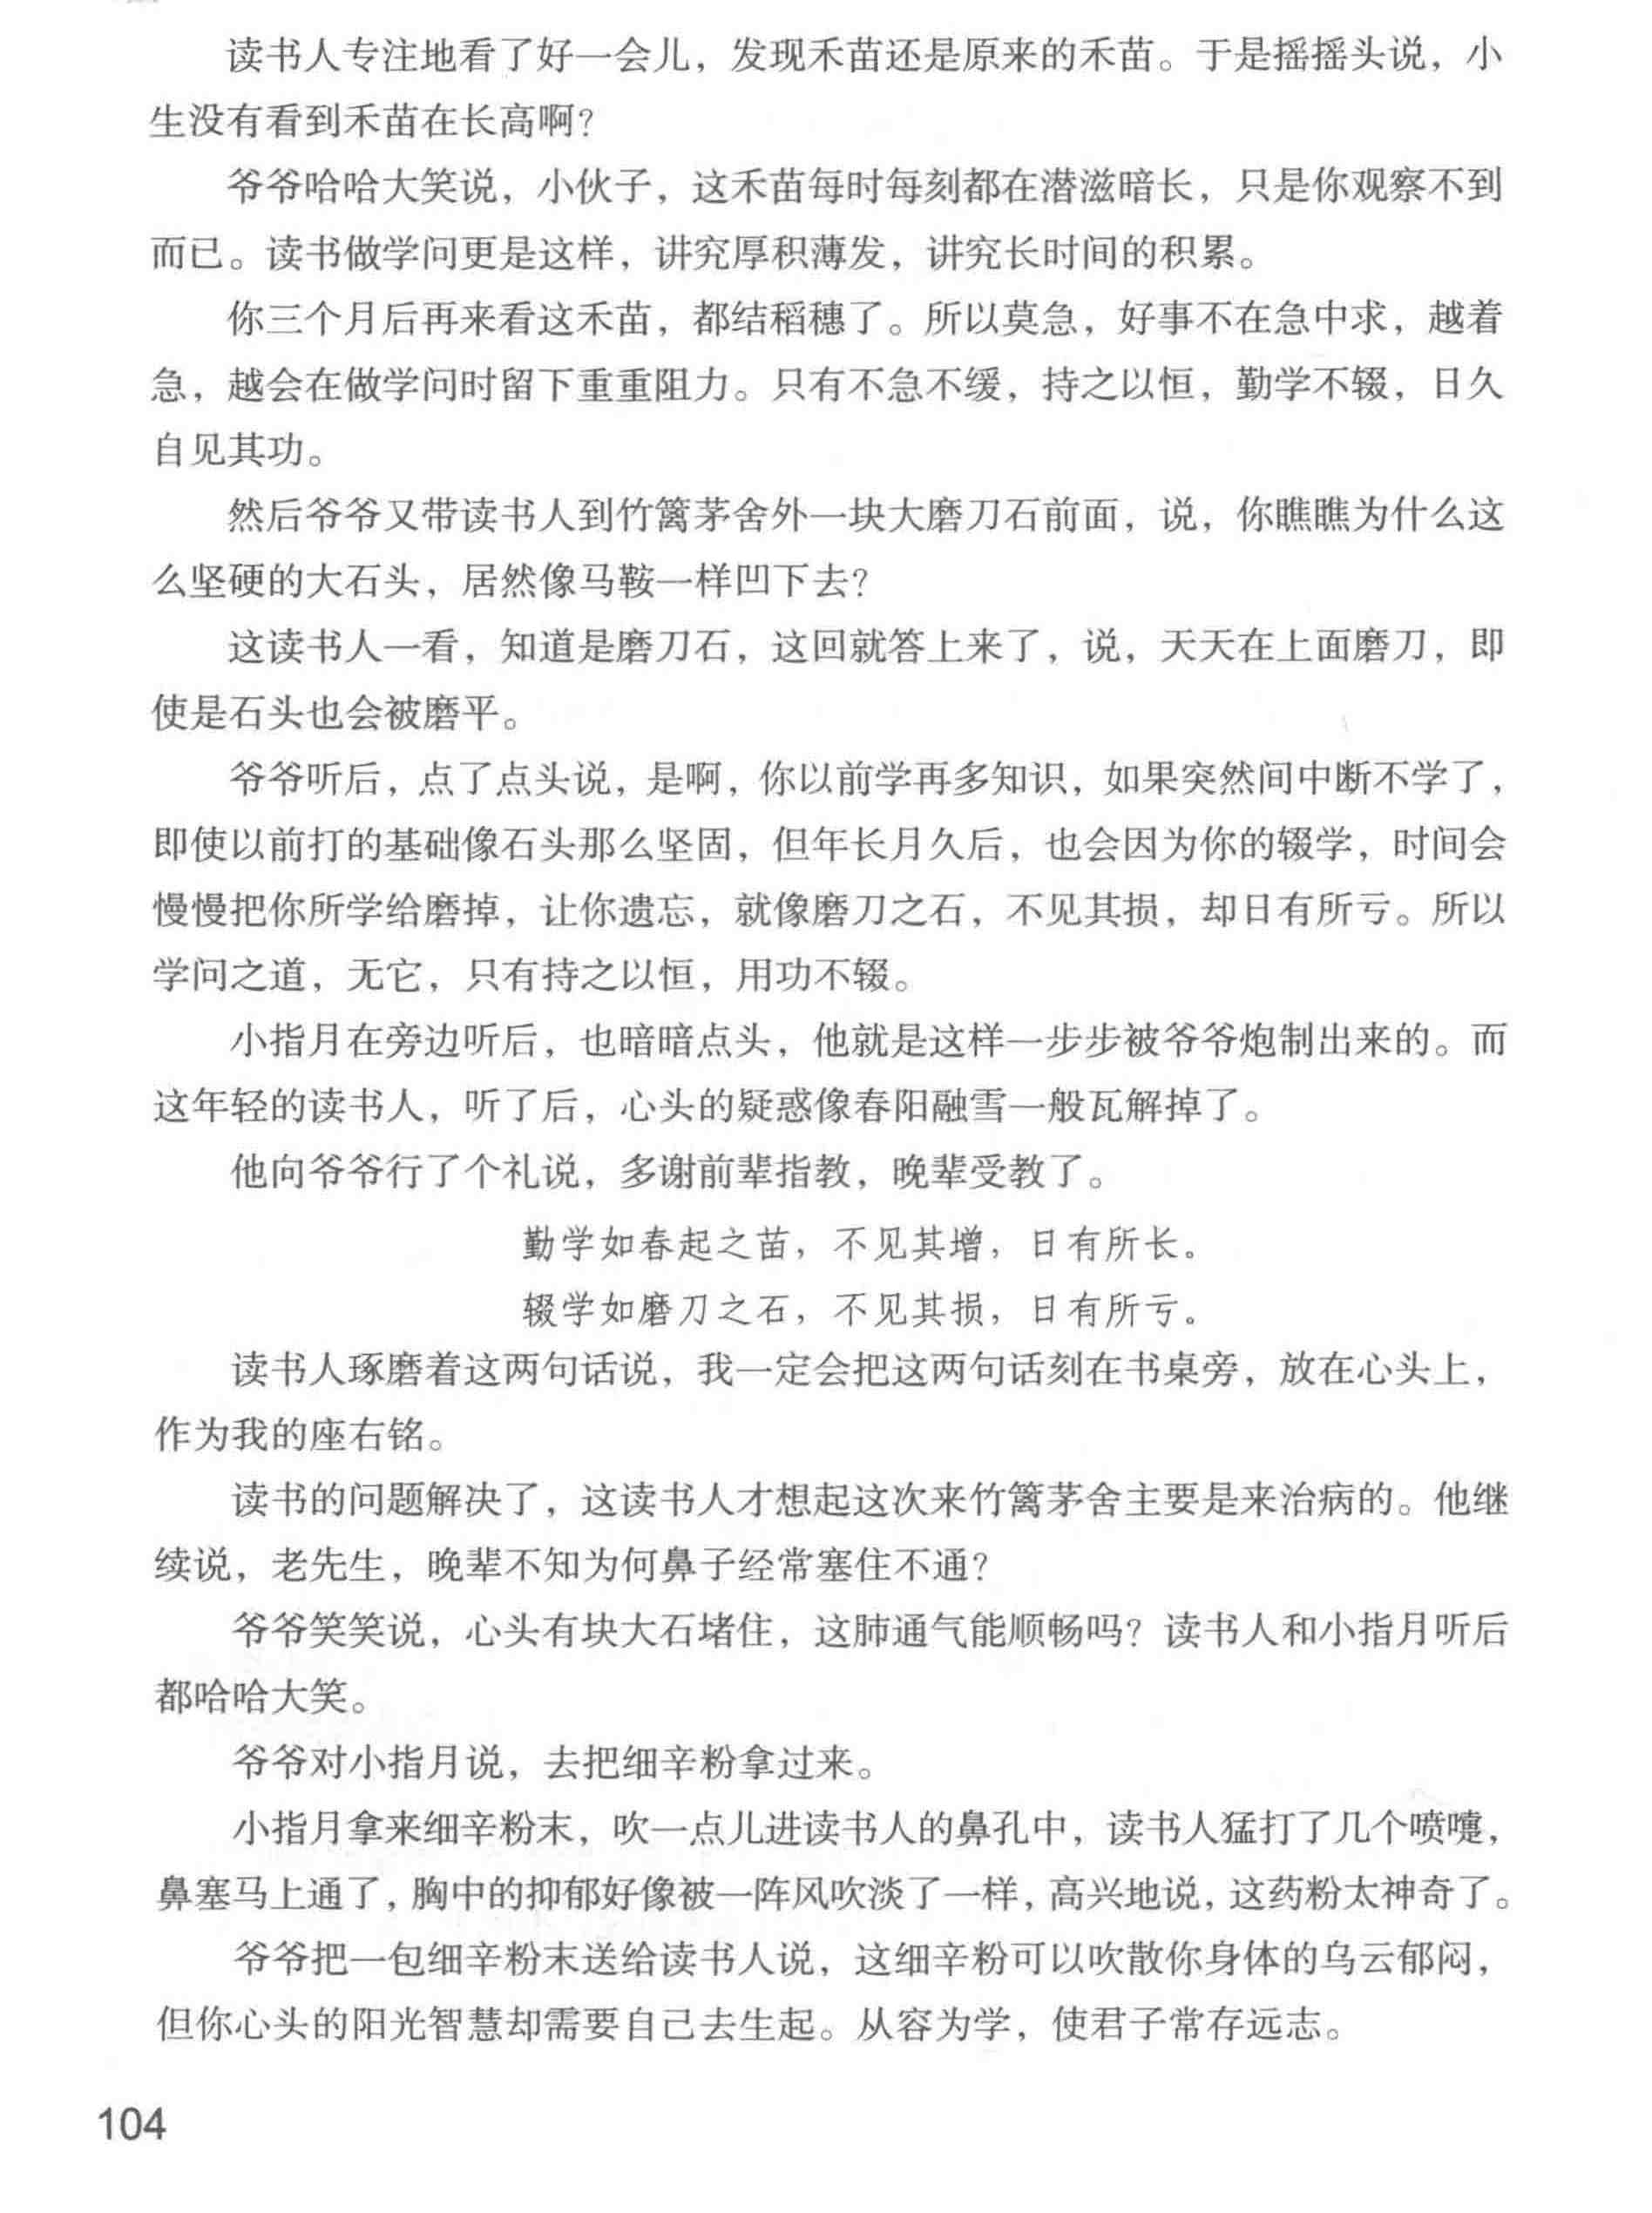 读书人专注地看了好一会儿，发现禾苗还是原来的禾苗。于是摇摇头说，小
生没有看到禾苗在长高啊？
爷爷哈哈大笑说，小伙子，这禾苗每时每刻都在潜滋暗长，只是你观察不到
而已。读书做学问更是这样，讲究厚积薄发，讲究长时间的积累。
你三个月后再来看这禾苗，都结稻穗了。所以莫急，好事不在急中求，越着
急，越会在做学问时留下重重阻力。只有不急不缓，持之以恒，勤学不辍，日久
自见其功。
然后爷爷又带读书人到竹篱茅舍外一块大磨刀石前面，说，你瞧瞧为什么这
么坚硬的大石头，居然像马鞍一样凹下去？
这读书人一看，知道是磨刀石，这回就答上来了，说，天天在上面磨刀，即
使是石头也会被磨平。
爷爷听后，点了点头说，是啊，你以前学再多知识，如果突然间中断不学了，
即使以前打的基础像石头那么坚固，但年长月久后，也会因为你的辍学，时间会
慢慢把你所学给磨掉，让你遗忘，就像磨刀之石，不见其损，却日有所亏。所以
学问之道，无它，只有持之以恒，用功不辍。
小指月在旁边听后，也暗暗点头，他就是这样一步步被爷爷炮制出来的。而
这年轻的读书人，听了后，心头的疑惑像春阳融雪一般瓦解掉了。
他向爷爷行了个礼说，多谢前辈指教，晚辈受教了。
勤学如春起之苗，不见其增，日有所长。
辍学如磨刀之石，不见其损，日有所亏。
读书人琢磨着这两句话说，我一定会把这两句话刻在书桌旁，放在心头上，
作为我的座右铭。
读书的问题解决了，这读书人才想起这次来竹篱茅舍主要是来治病的。他继
续说，老先生，晚辈不知为何鼻子经常塞住不通？
爷爷笑笑说，心头有块大石堵住，这肺通气能顺畅吗？读书人和小指月听后
都哈哈大笑。
爷爷对小指月说，去把细辛粉拿过来。
小指月拿来细辛粉末，吹一点儿进读书人的鼻孔中，读书人猛打了几个喷嚏，
鼻塞马上通了，胸中的抑郁好像被一阵风吹淡了一样，高兴地说，这药粉太神奇了。
爷爷把一包细辛粉末送给读书人说，这细辛粉可以吹散你身体的乌云郁闷，
但你心头的阳光智慧却需要自己去生起。从容为学，使君子常存远志。
104